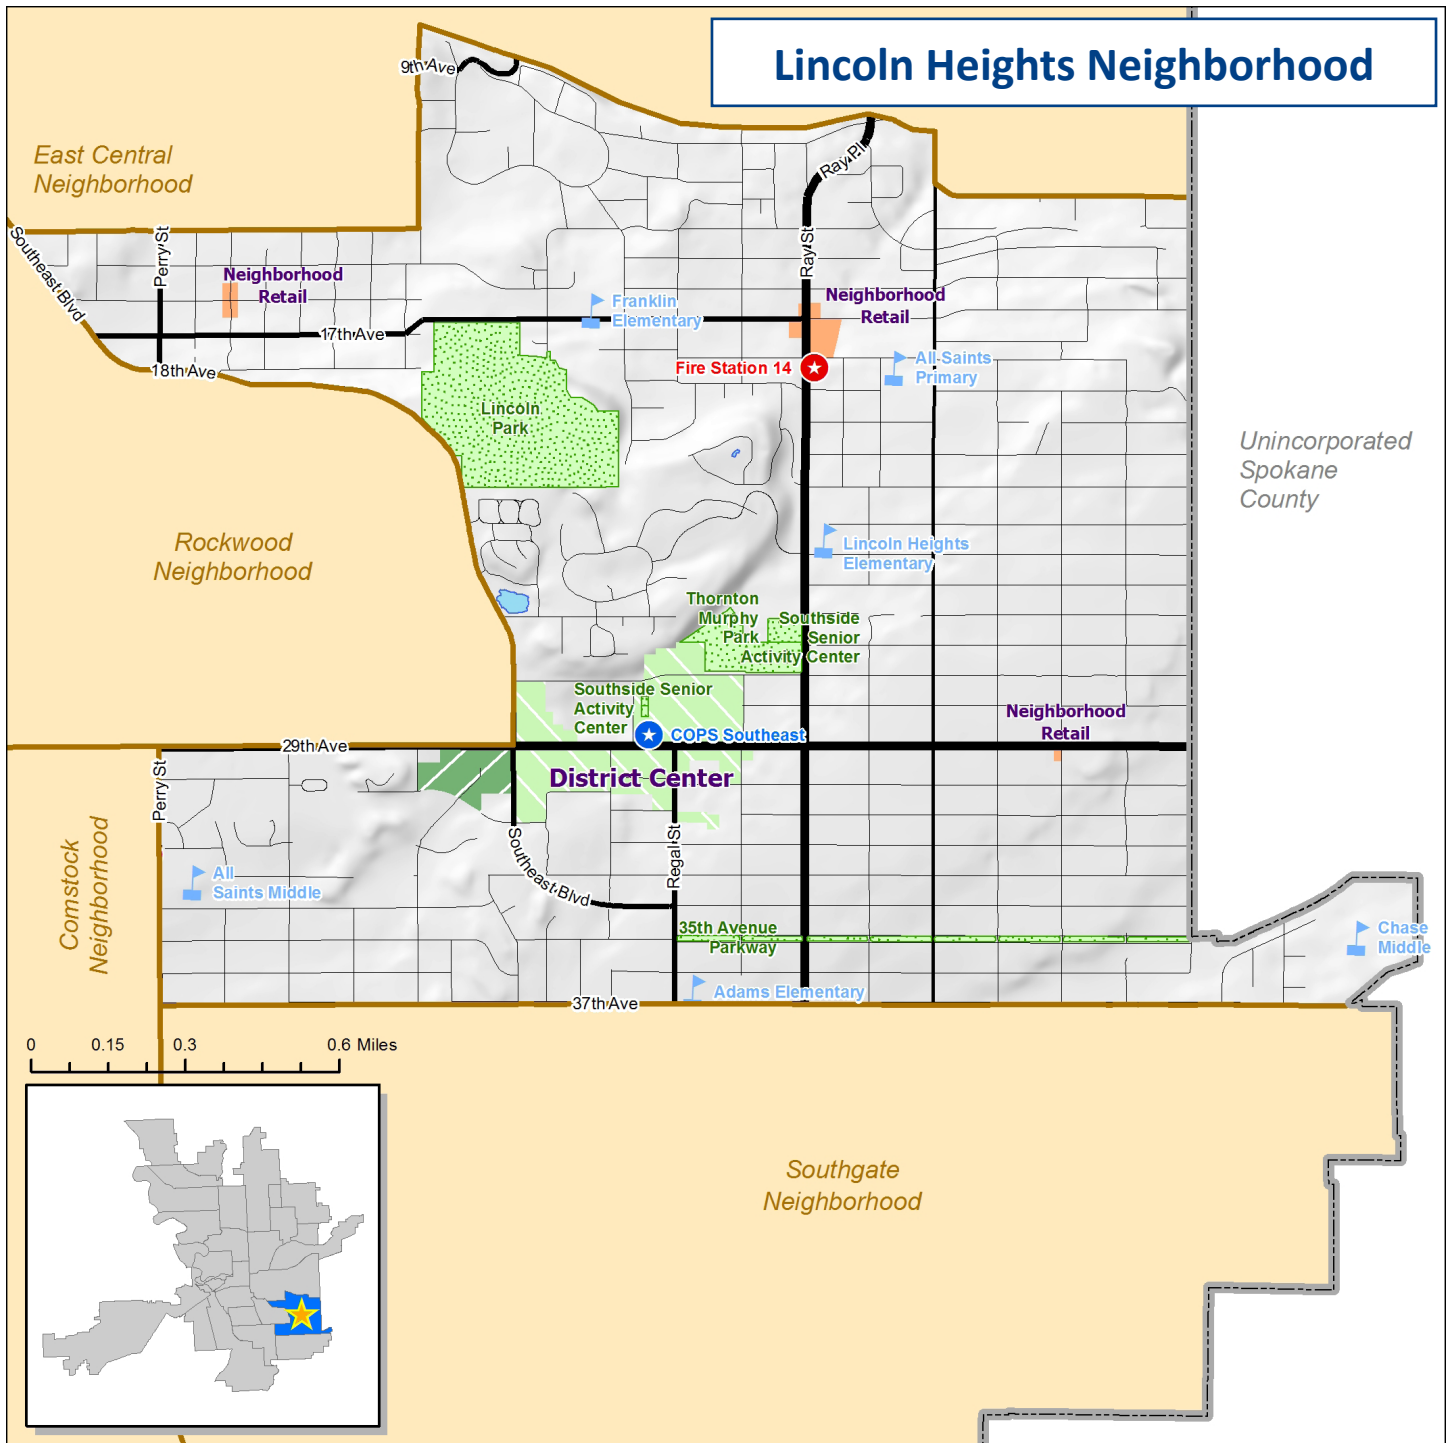 Lincoln Heights Neighborhood
9th Ave
East Central
Neighborhood
Ray Pl
Southeast Blvd
Perry St
Ray St
Neighborhood
Retail
Neighborhood
Retail
Franklin
Elementary
17th Ave
18th Ave
Fire Station 14
All Saints
Primary
Lincoln
Park
Unincorporated
Spokane
County
Rockwood
Neighborhood
Lincoln Heights
Elementary
Thornton
Murphy
Park
Southside
Senior
Activity Center
Southside Senior
Activity
Center
COPS Southeast
Neighborhood
Retail
29th Ave
District Center
Perry St
Comstock
Neighborhood
Southeast Blvd
Regal St
All
Saints Middle
35th Avenue
Parkway
Chase
Middle
Adams Elementary
37th Ave
0 0.15 0.3 0.6 Miles
Southgate
Neighborhood